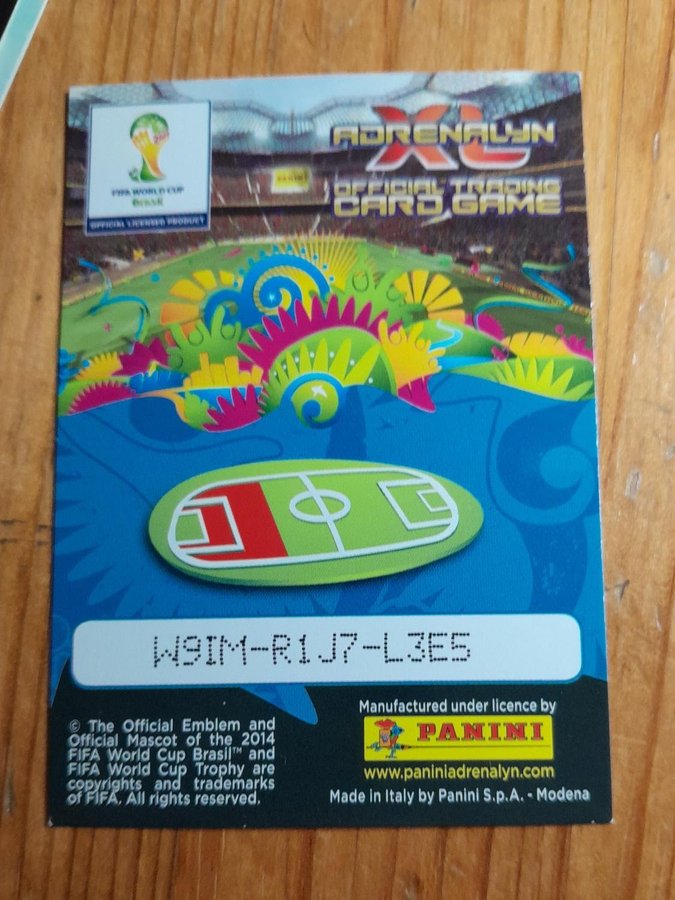 FIFA WORLD CUP
Brasil
OFFICIAL LICENSED PRODUCT
ADRENALYN
XL
OFFICIAL TRADING
CARD GAME
PANINI
W9IM-R1J7-L3E5
© The Official Emblem and
Official Mascot of the 2014
FIFA World Cup Brasil™ and
FIFA World Cup Trophy are
copyrights and trademarks
of FIFA. All rights reserved.
Manufactured under licence by
PANINI
www.paniniadrenalyn.com
Made in Italy by Panini S.p.A. - Modena